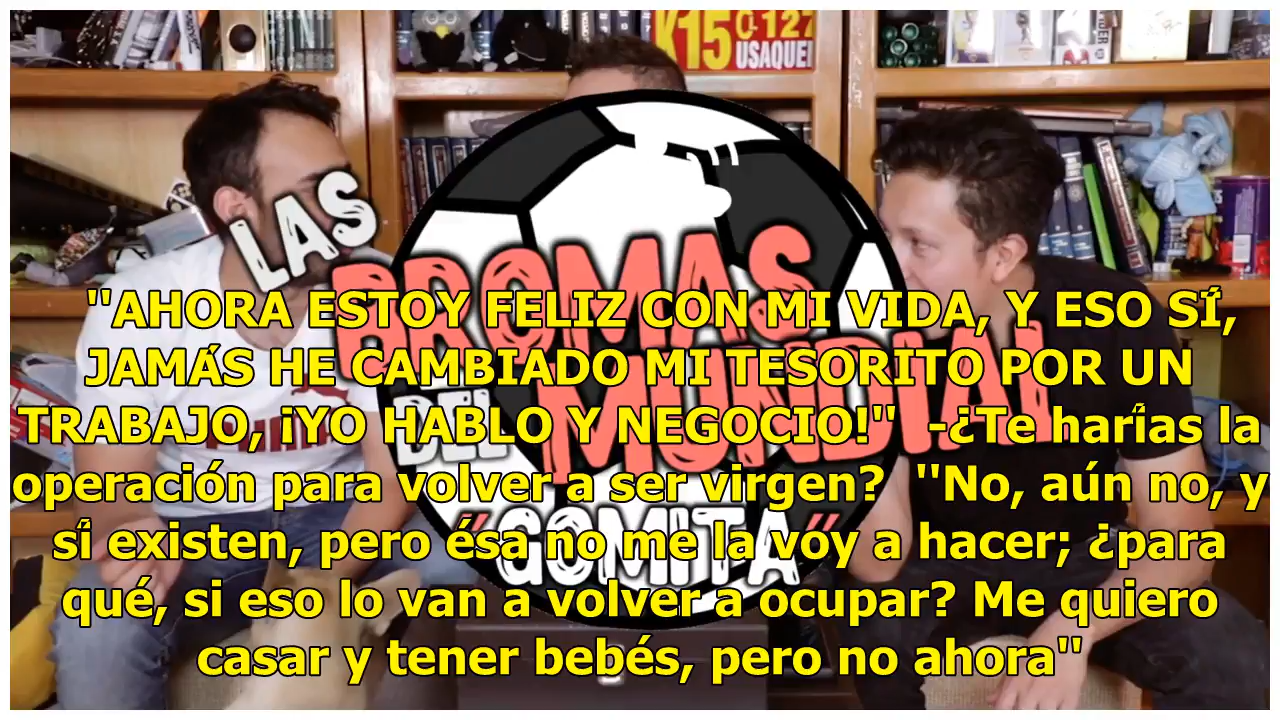 K15 C 127
USAQUE
LAS
BROMAS
DEL MUNDIAL
"GOMITA"
"AHORA ESTOY FELIZ CON MI VIDA, Y ESO SÍ,
JAMÁS HE CAMBIADO MI TESORITO POR UN
TRABAJO, ¡YO HABLO Y NEGOCIO!" -¿Te harías la
operación para volver a ser virgen? "No, aún no, y
sí existen, pero ésa no me la voy a hacer; ¿para
qué, si eso lo van a volver a ocupar? Me quiero
casar y tener bebés, pero no ahora"